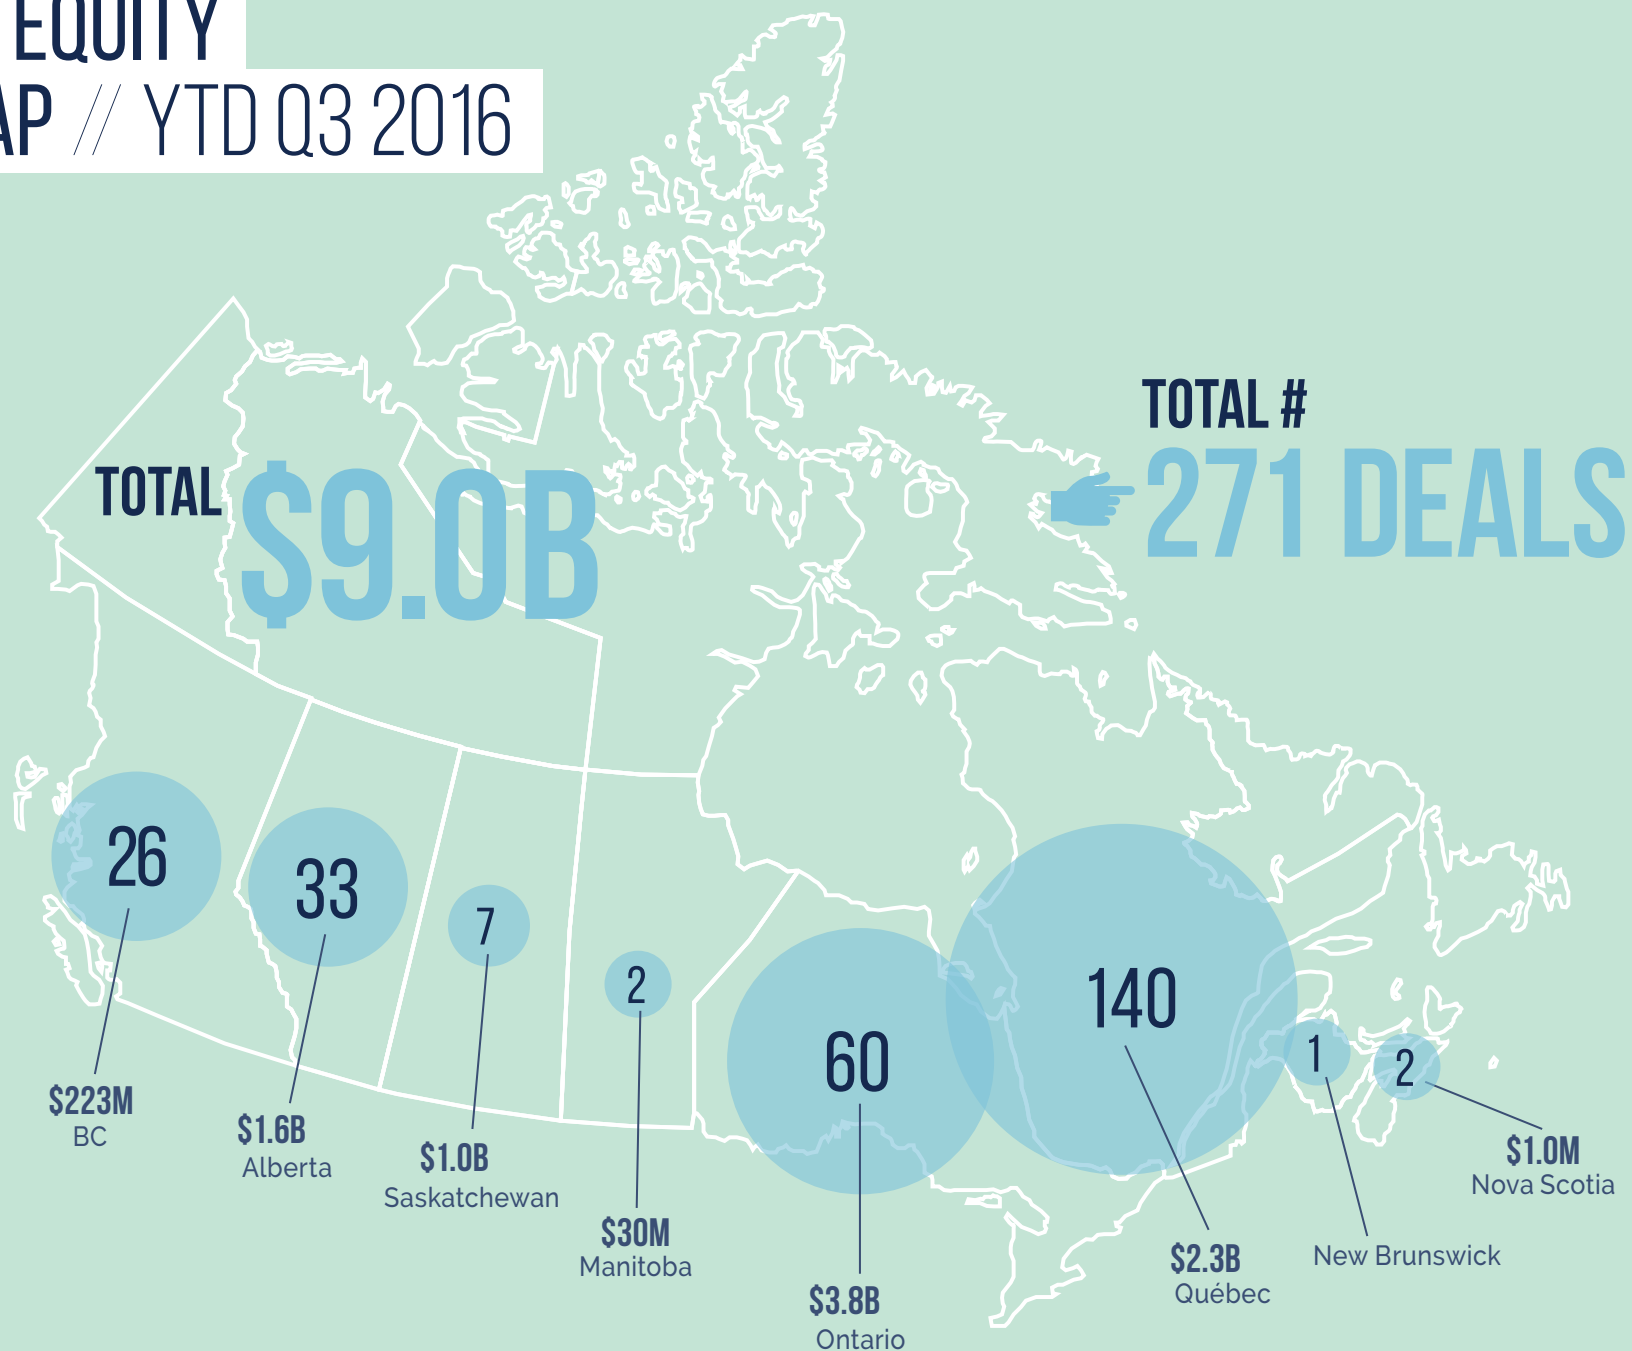 EQUITY
AP // YTD Q3 2016
TOTAL #
271 DEALS
TOTAL $9.0B
26
$223M
BC
33
$1.6B
Alberta
7
$1.0B
Saskatchewan
2
$30M
Manitoba
60
$3.8B
Ontario
140
$2.3B
Québec
1
New Brunswick
2
$1.0M
Nova Scotia